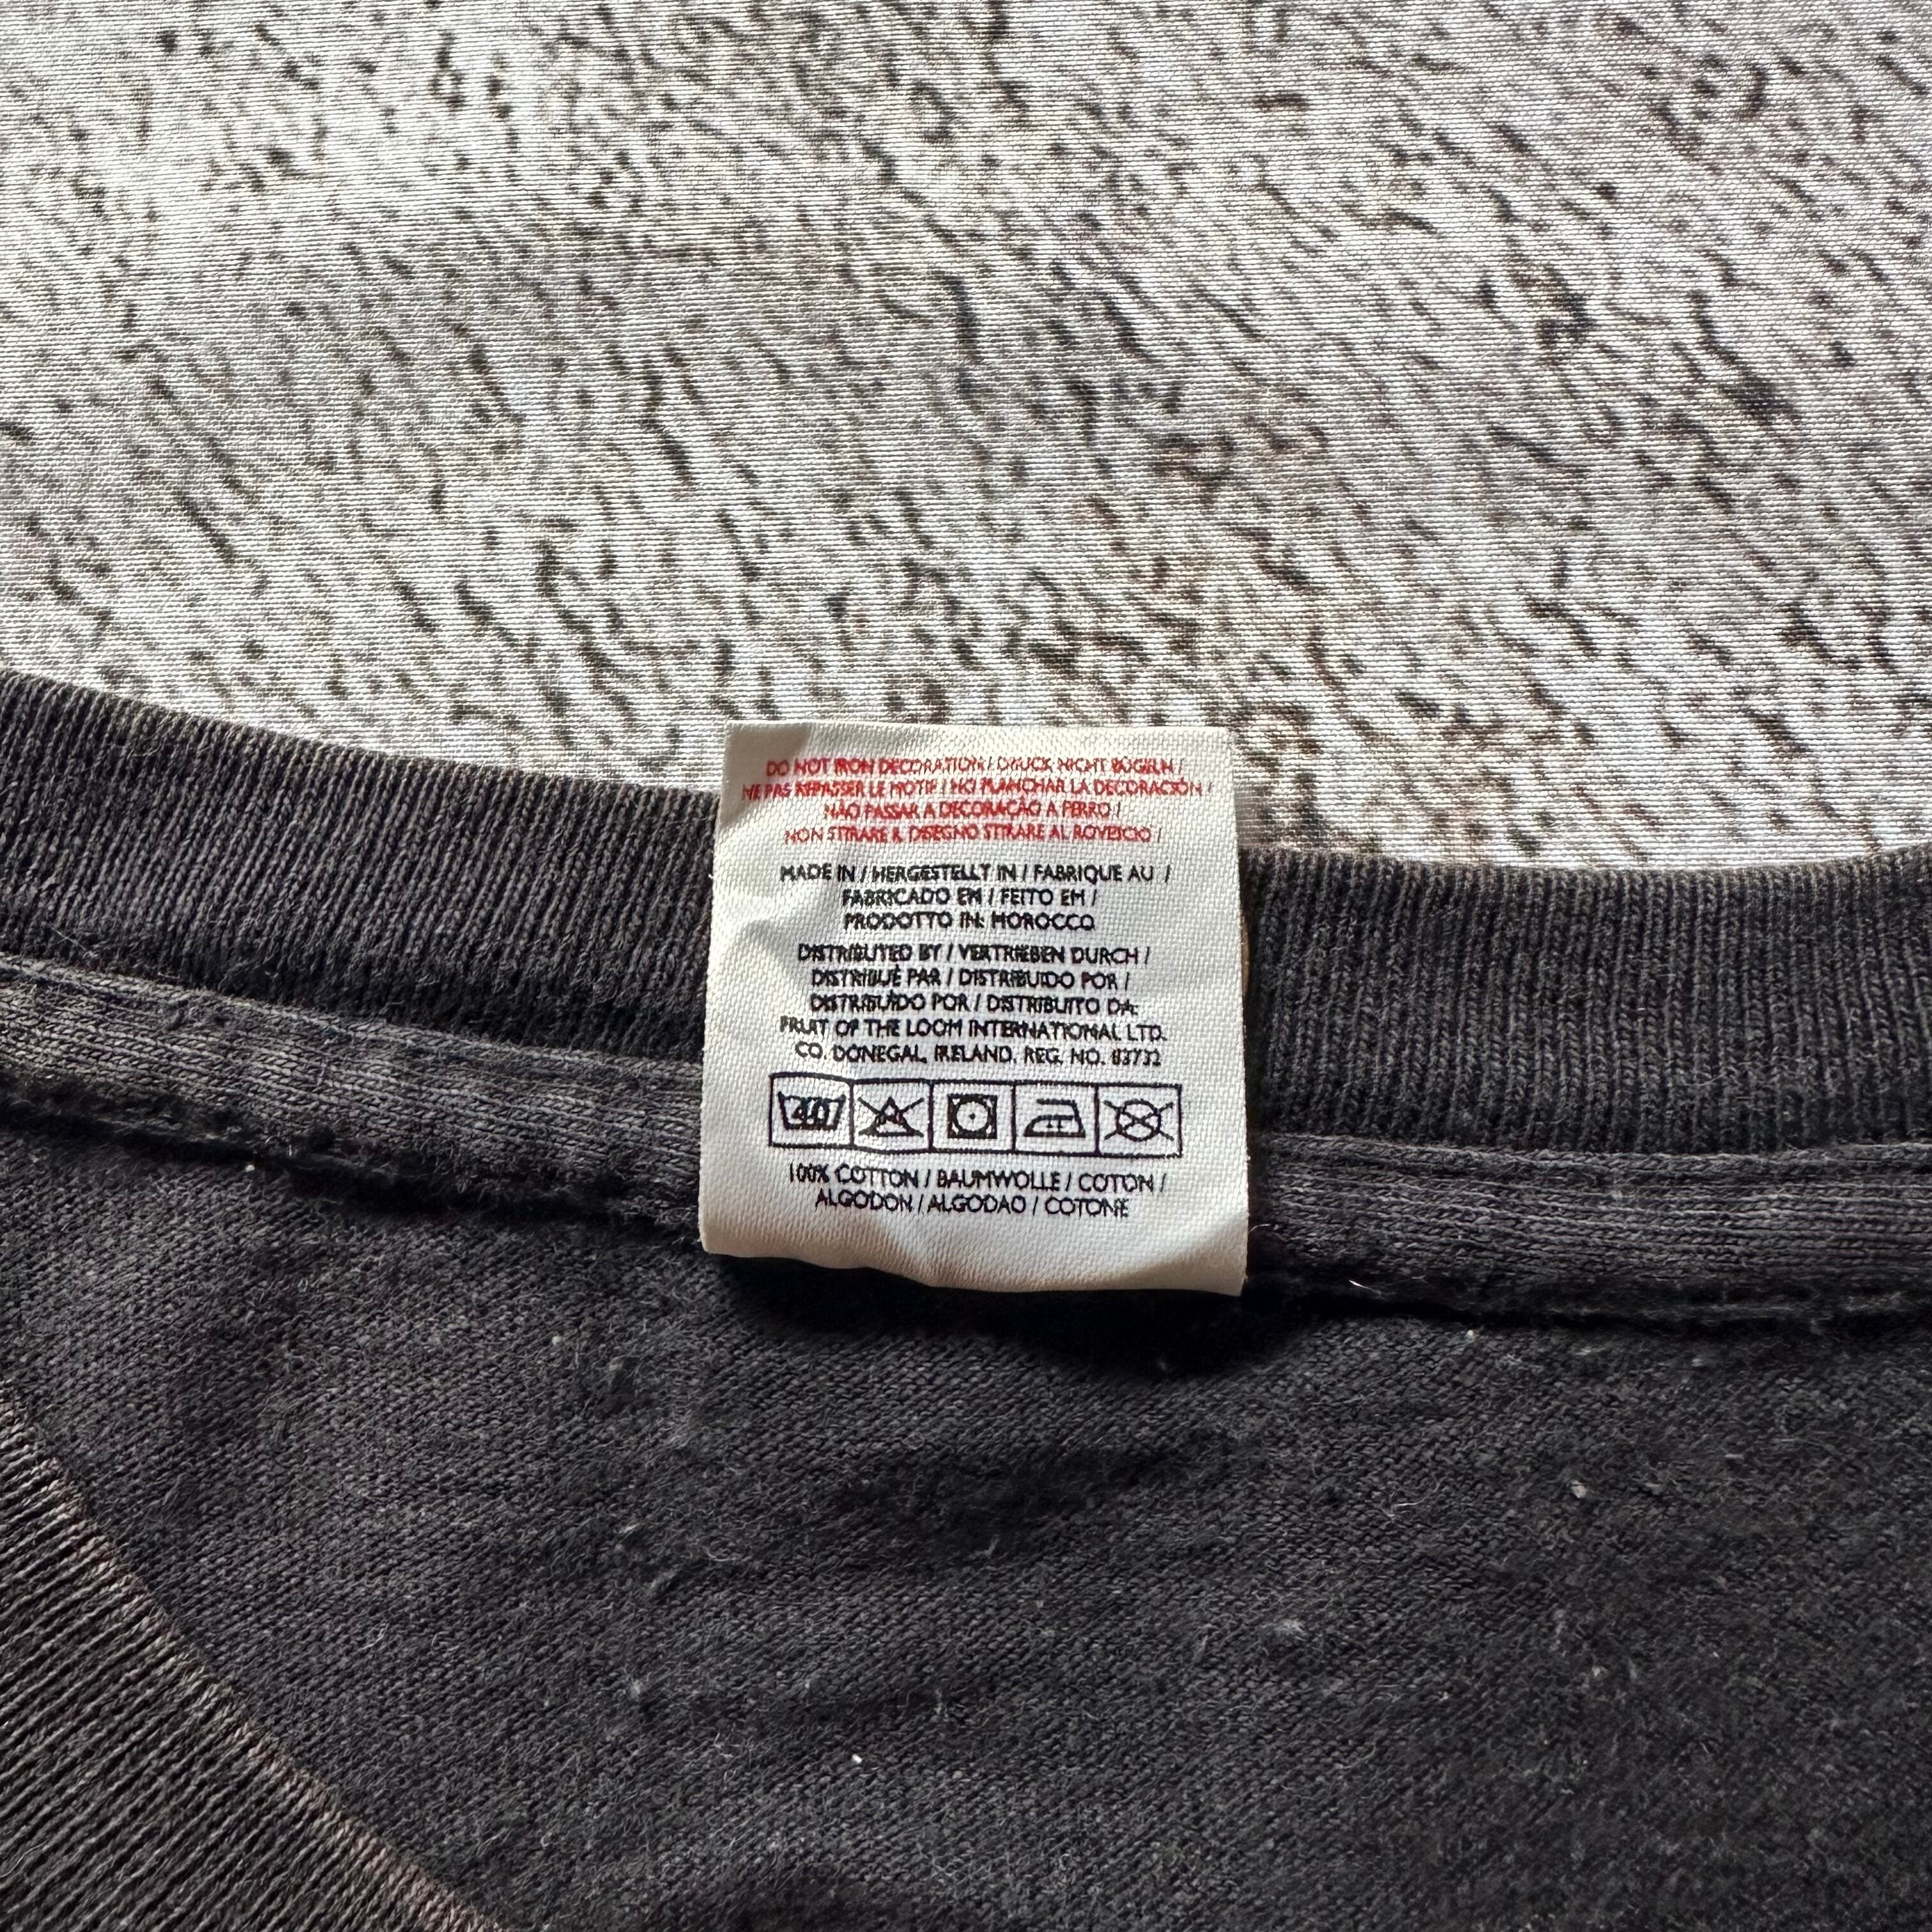 DO NOT IRON DECORATION / DRUCK NICHT BÜGELN /
NE PAS REPASSER LE MOTIF / NO PLANCHAR LA DECORACIÓN /
NÃO PASSAR A DECORAÇÃO A FERRO /
NON STIRARE IL DISEGNO STIRARE AL ROVESCIO /
MADE IN / HERGESTELLT IN / FABRIQUE AU /
FABRICADO EN / FEITO EM /
PRODOTTO IN: MOROCCO
DISTRIBUTED BY / VERTRIEBEN DURCH /
DISTRIBUÉ PAR / DISTRIBUIDO POR /
DISTRIBUÍDO POR / DISTRIBUITO DA:
FRUIT OF THE LOOM INTERNATIONAL LTD.
CO. DONEGAL, IRELAND. REG. NO. 83732
40
100% COTTON / BAUMWOLLE / COTON /
ALGODON / ALGODAO / COTONE